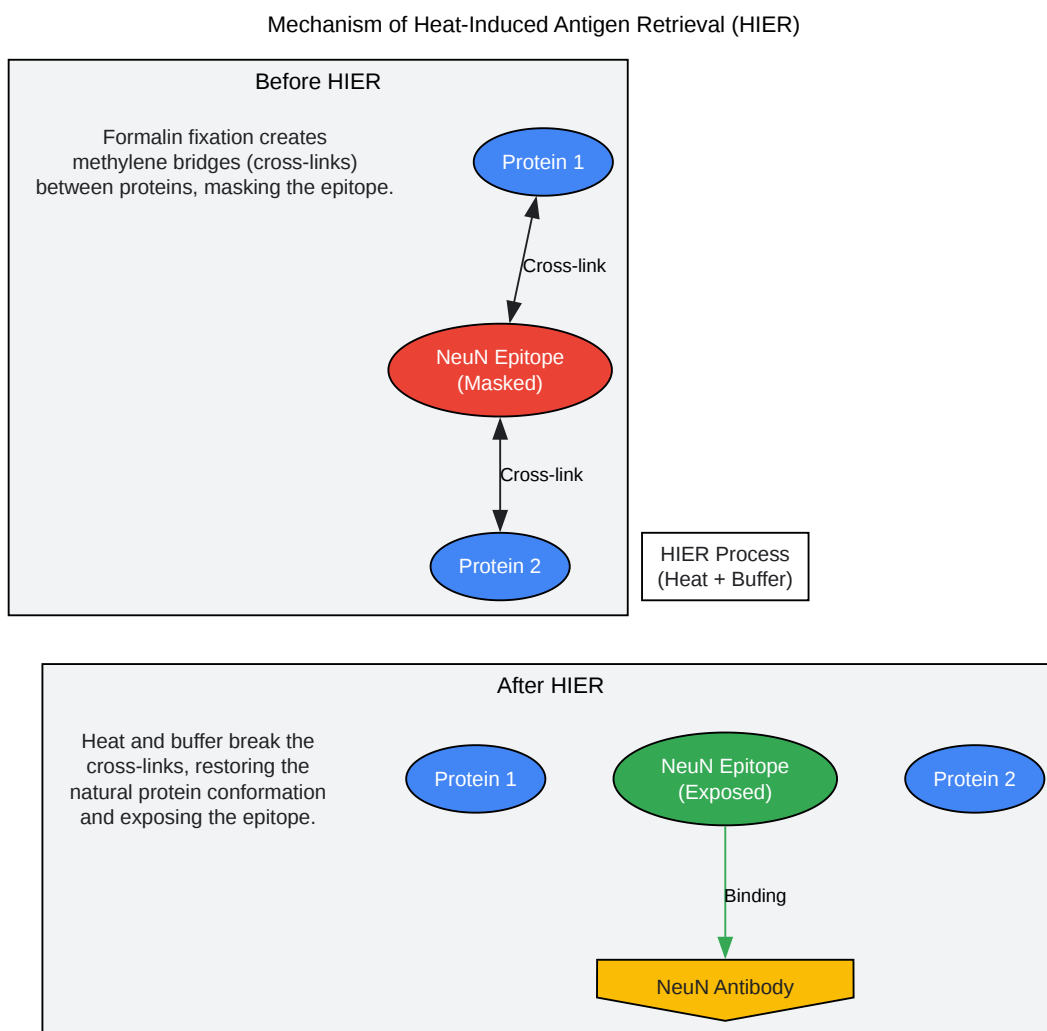 Mechanism of Heat-Induced Antigen Retrieval (HIER)
Before HIER
Formalin fixation creates
methylene bridges (cross-links)
between proteins, masking the epitope.
Protein 1
Cross-link
NeuN Epitope
(Masked)
Cross-link
Protein 2
HIER Process
(Heat + Buffer)
After HIER
Heat and buffer break the
cross-links, restoring the
natural protein conformation
and exposing the epitope.
Protein 1
NeuN Epitope
(Exposed)
Protein 2
Binding
NeuN Antibody